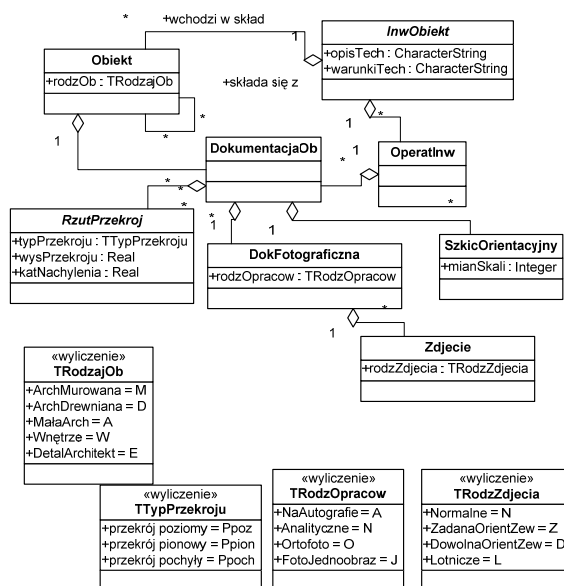 * +wchodzi w skład
InwObiekt
1
+opisTech : CharacterString
+warunkiTech : CharacterString
Obiekt
+rodzOb : TRodzajOb
+składa się z
*
*
1
1
*
1
DokumentacjaOb
*
OperatInw
*
*
*
*
RzutPrzekroj
+typPrzekroju : TTypPrzekroju
+wysPrzekroju : Real
+katNachylenia : Real
*
1
1
DokFotograficzna
+rodzOpracow : TRodzOpracow
*
SzkicOrientacyjny
+mianSkali : Integer
*
1
Zdjecie
+rodzZdjecia : TRodzZdjecia
«wyliczenie»
TRodzajOb
+ArchMurowana = M
+ArchDrewniana = D
+MałaArch = A
+Wnętrze = W
+DetalArchitekt = E
«wyliczenie»
TTypPrzekroju
+przekrój poziomy = Ppoz
+przekrój pionowy = Ppion
+przekrój pochyły = Ppoch
«wyliczenie»
TRodzOpracow
+NaAutografie = A
+Analityczne = N
+Ortofoto = O
+FotoJednoobraz = J
«wyliczenie»
TRodzZdjecia
+Normalne = N
+ZadanaOrientZew = Z
+DowolnaOrientZew = D
+Lotnicze = L